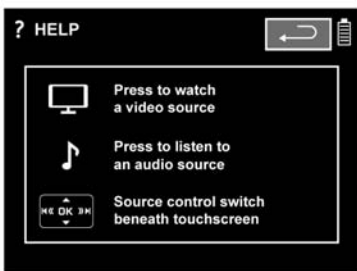 ? HELP
Press to watch
a video source
Press to listen to
an audio source
OK
Source control switch
beneath touchscreen